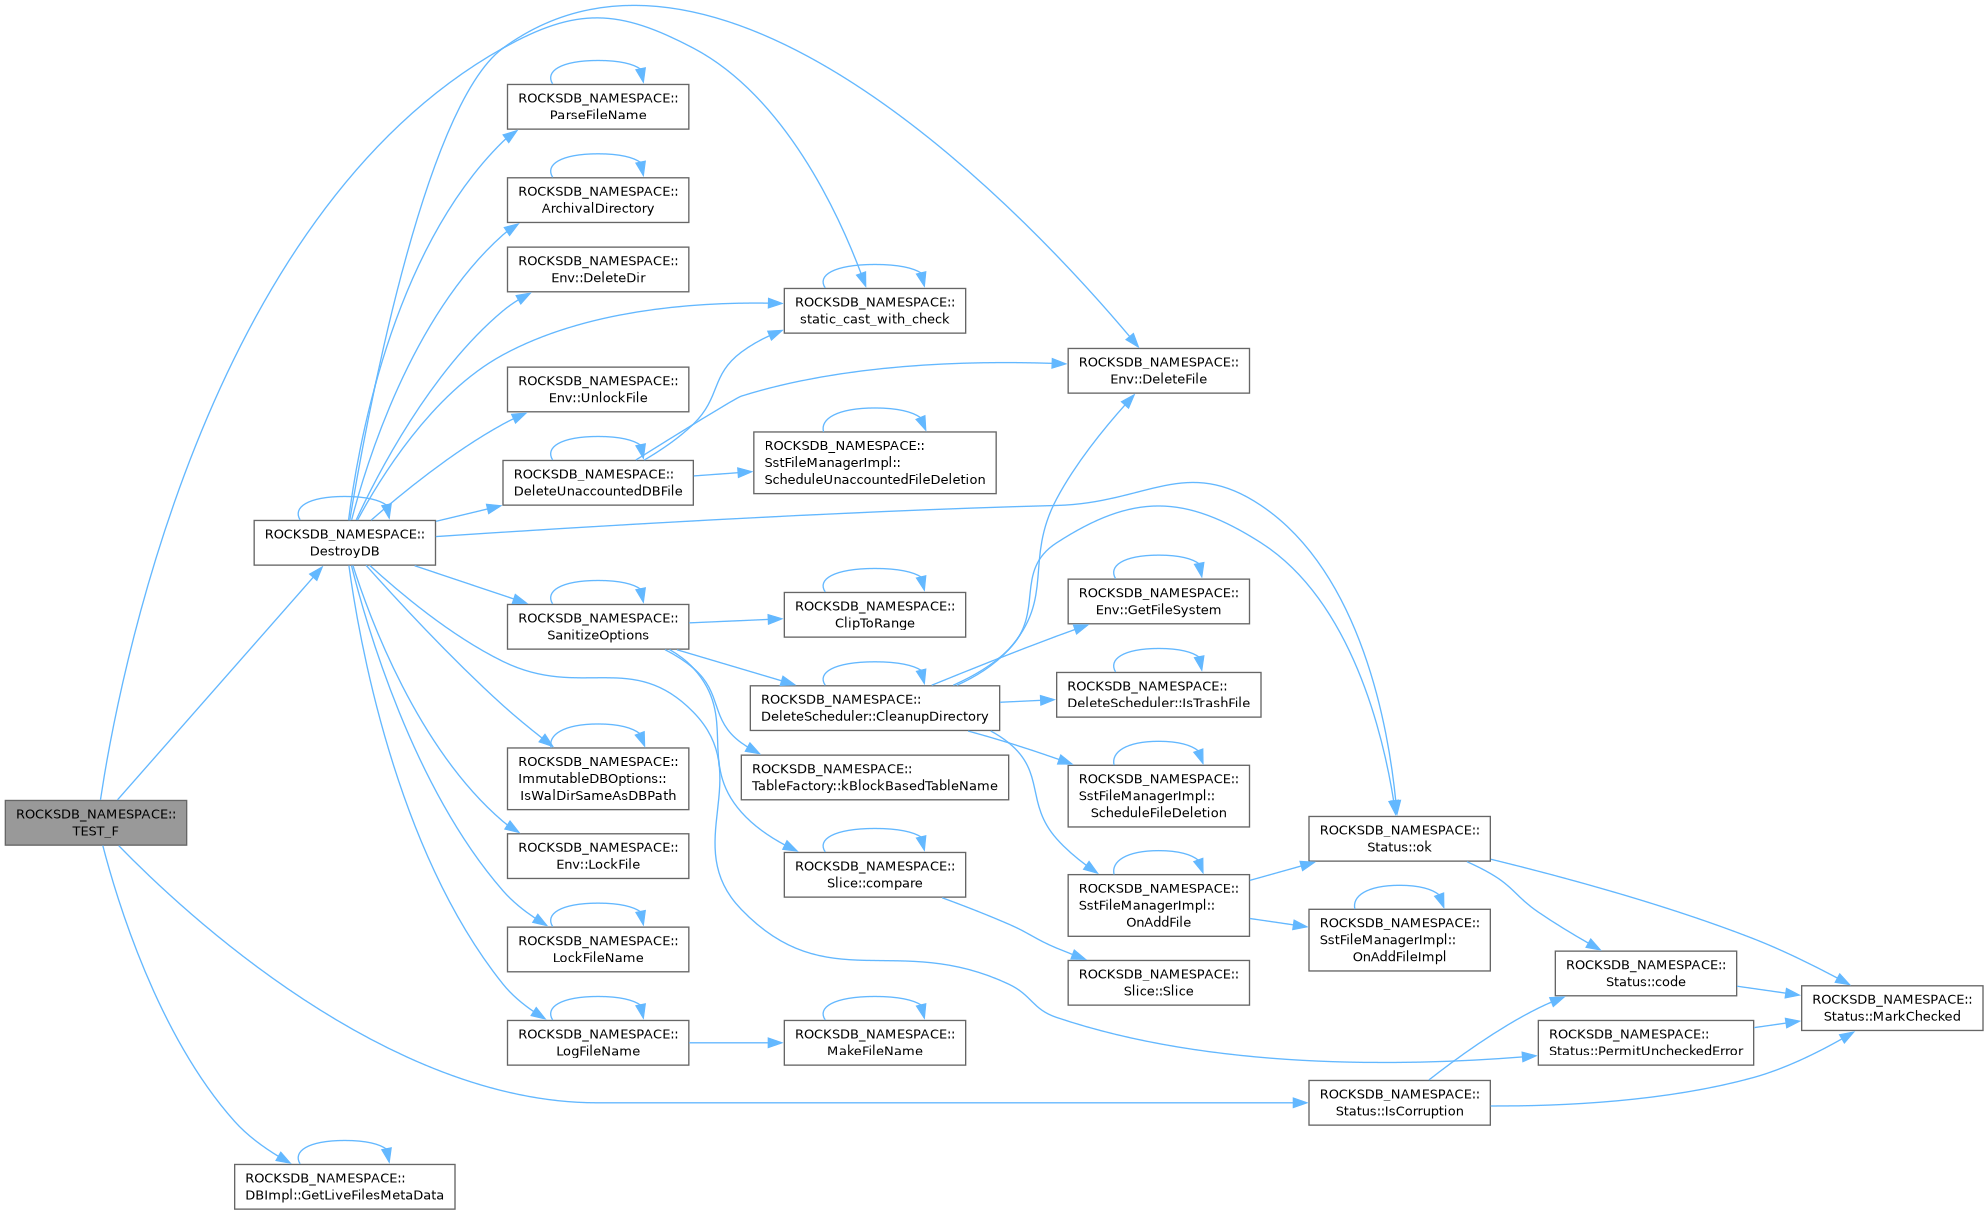 ROCKSDB_NAMESPACE::
TEST_F
ROCKSDB_NAMESPACE::
DestroyDB
ROCKSDB_NAMESPACE::
DBImpl::GetLiveFilesMetaData
ROCKSDB_NAMESPACE::
ParseFileName
ROCKSDB_NAMESPACE::
ArchivalDirectory
ROCKSDB_NAMESPACE::
Env::DeleteDir
ROCKSDB_NAMESPACE::
Env::UnlockFile
ROCKSDB_NAMESPACE::
DeleteUnaccountedDBFile
ROCKSDB_NAMESPACE::
SanitizeOptions
ROCKSDB_NAMESPACE::
ImmutableDBOptions::
IsWalDirSameAsDBPath
ROCKSDB_NAMESPACE::
Env::LockFile
ROCKSDB_NAMESPACE::
LockFileName
ROCKSDB_NAMESPACE::
LogFileName
ROCKSDB_NAMESPACE::
static_cast_with_check
ROCKSDB_NAMESPACE::
SstFileManagerImpl::
ScheduleUnaccountedFileDeletion
ROCKSDB_NAMESPACE::
ClipToRange
ROCKSDB_NAMESPACE::
DeleteScheduler::CleanupDirectory
ROCKSDB_NAMESPACE::
TableFactory::kBlockBasedTableName
ROCKSDB_NAMESPACE::
Slice::compare
ROCKSDB_NAMESPACE::
MakeFileName
ROCKSDB_NAMESPACE::
Env::DeleteFile
ROCKSDB_NAMESPACE::
Env::GetFileSystem
ROCKSDB_NAMESPACE::
DeleteScheduler::IsTrashFile
ROCKSDB_NAMESPACE::
SstFileManagerImpl::
ScheduleFileDeletion
ROCKSDB_NAMESPACE::
SstFileManagerImpl::
OnAddFile
ROCKSDB_NAMESPACE::
Slice::Slice
ROCKSDB_NAMESPACE::
Status::ok
ROCKSDB_NAMESPACE::
SstFileManagerImpl::
OnAddFileImpl
ROCKSDB_NAMESPACE::
Status::IsCorruption
ROCKSDB_NAMESPACE::
Status::code
ROCKSDB_NAMESPACE::
Status::PermitUncheckedError
ROCKSDB_NAMESPACE::
Status::MarkChecked